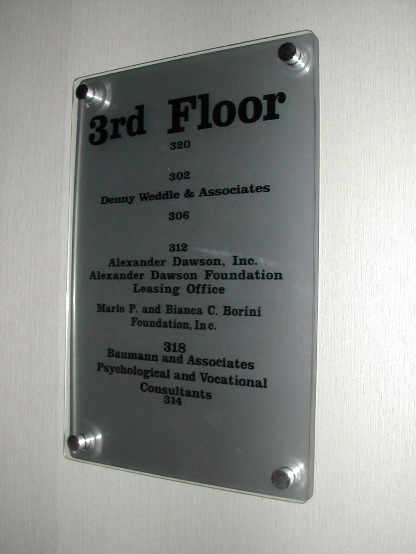 3rd Floor
320
302
Denny Weddle & Associates
306
312
Alexander Dawson, Inc.
Alexander Dawson Foundation
Leasing Office
Mario P. and Bianca C. Borini
Foundation, Inc.
318
Baumann and Associates
Psychological and Vocational
Consultants
314